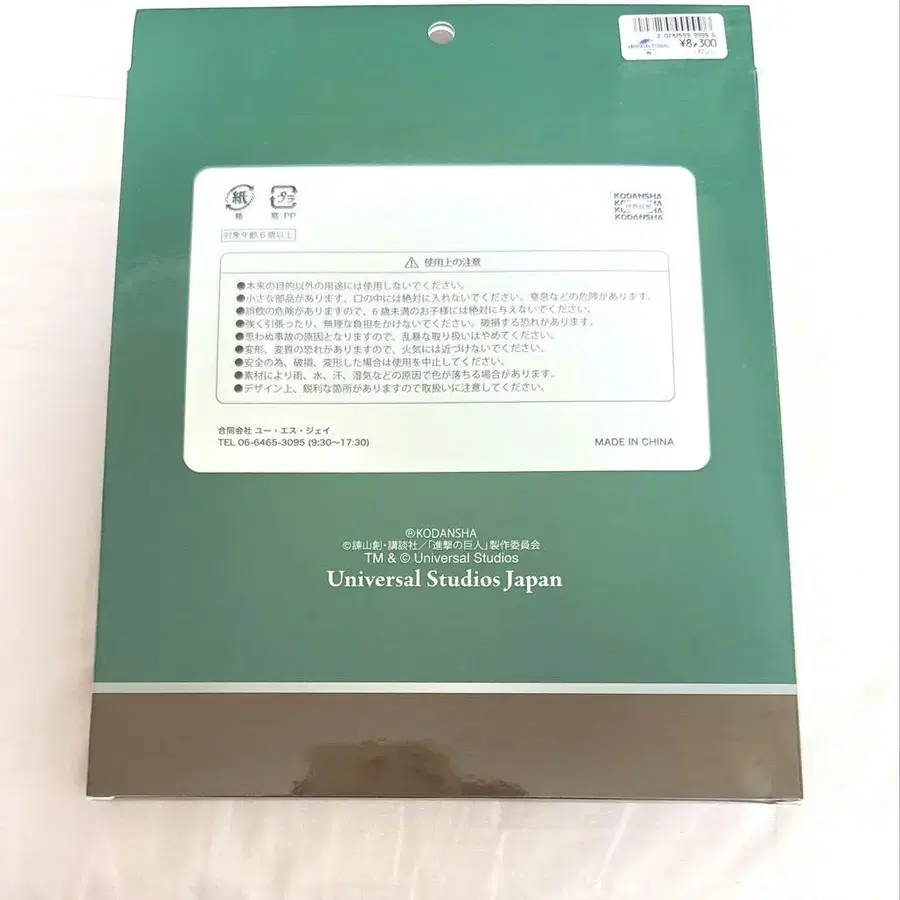 ¥8,300
紙
箱
プラ
窓:PP
KODANSHA
KODANSHA
対象年齢6歳以上
使用上の注意
●本来の目的以外の用途には使用しないでください。
●小さな部品があります。口の中には絶対に入れないでください。窒息などの危険があります。
●誤飲の危険がありますので、6歳未満のお子様には絶対に与えないでください。
●強く引張ったり、無理な負担をかけないでください。破損する恐れがあります。
●思わぬ事故の原因となりますので、乱暴な取り扱いはやめてください。
●変形、変質の恐れがありますので、火気には近づけないでください。
●安全の為、破損、変形した場合は使用を中止してください。
●素材により雨、水、汗、湿気などの原因で色が落ちる場合があります。
●デザイン上、鋭利な箇所がありますので取扱いに注意してください。
合同会社 ユー・エス・ジェイ
TEL 06-6465-3095 (9:30〜17:30)
MADE IN CHINA
®KODANSHA
©諫山創・講談社/「進撃の巨人」製作委員会
TM & © Universal Studios
Universal Studios Japan